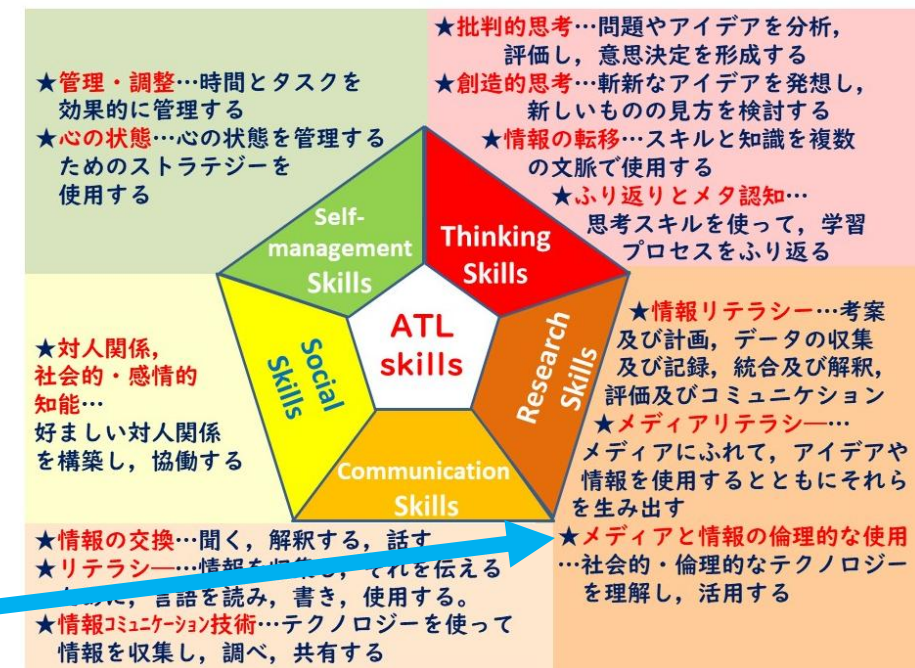 ★管理・調整…時間とタスクを
効果的に管理する
★心の状態…心の状態を管理する
ためのストラテジーを
使用する
★批判的思考…問題やアイデアを分析,
評価し,意思決定を形成する
★創造的思考…斬新なアイデアを発想し,
新しいものの見方を検討する
★情報の転移…スキルと知識を複数
の文脈で使用する
★ふり返りとメタ認知…
思考スキルを使って,学習
プロセスをふり返る
Self-
management
Skills
Thinking
Skills
ATL
skills
Social
Skills
Research
Skills
Communication
Skills
★対人関係,
社会的・感情的
知能…
好ましい対人関係
を構築し,協働する
★情報リテラシー…考案
及び計画,データの収集
及び記録,統合及び解釈,
評価及びコミュニケション
★メディアリテラシー…
メディアにふれて,アイデアや
情報を使用するとともにそれら
を生み出す
★メディアと情報の倫理的な使用
…社会的・倫理的なテクノロジー
を理解し,活用する
★情報の交換…聞く,解釈する,話す
★リテラシー…情報を収集し,それを伝える
ために,言語を読み,書き,使用する。
★情報コミュニケーション技術…テクノロジーを使って
情報を収集し,調べ,共有する